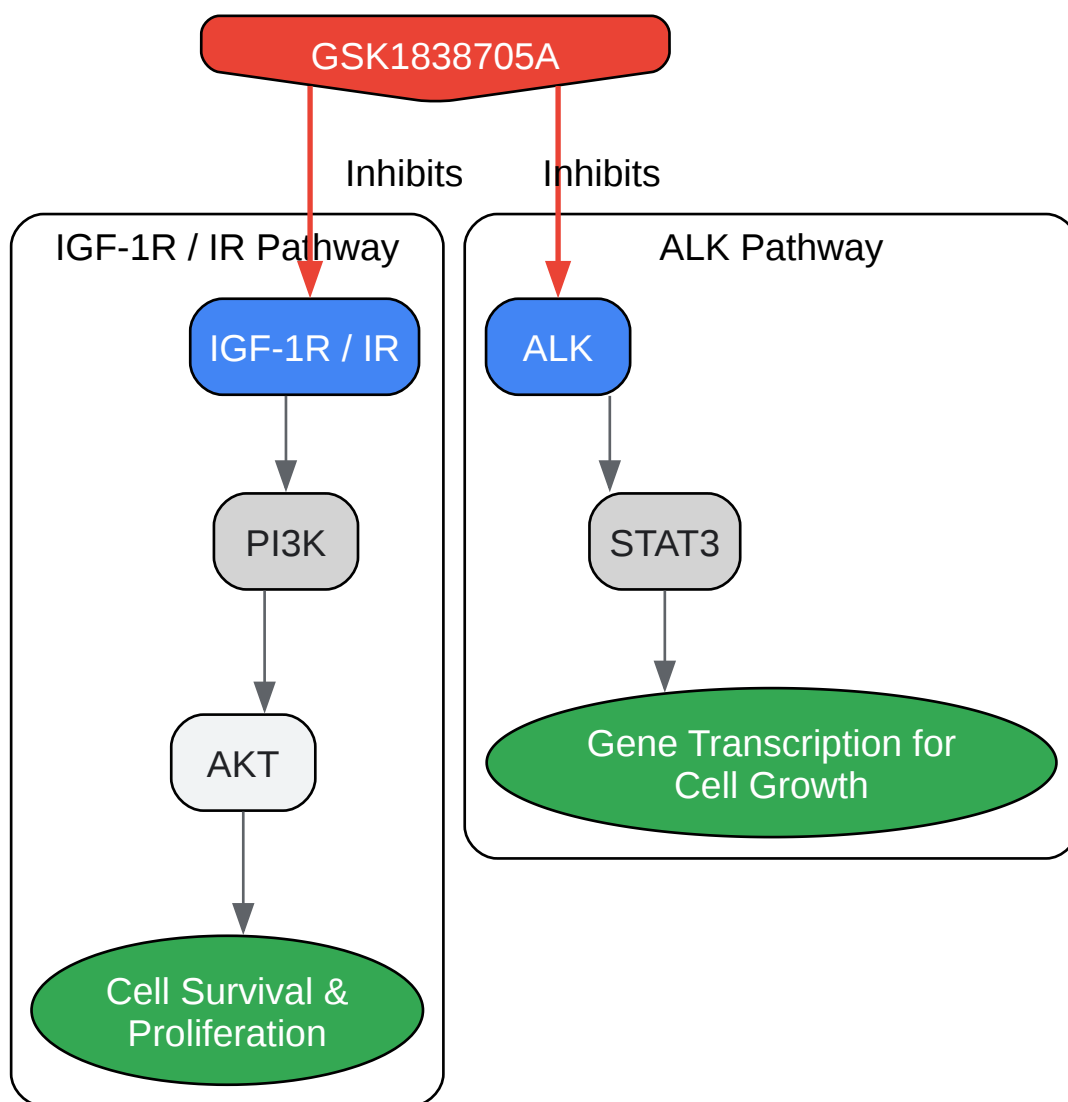 GSK1838705A
Inhibits
Inhibits
IGF-1R / IR Pathway
IGF-1R / IR
PI3K
AKT
Cell Survival &
Proliferation
ALK Pathway
ALK
STAT3
Gene Transcription for
Cell Growth